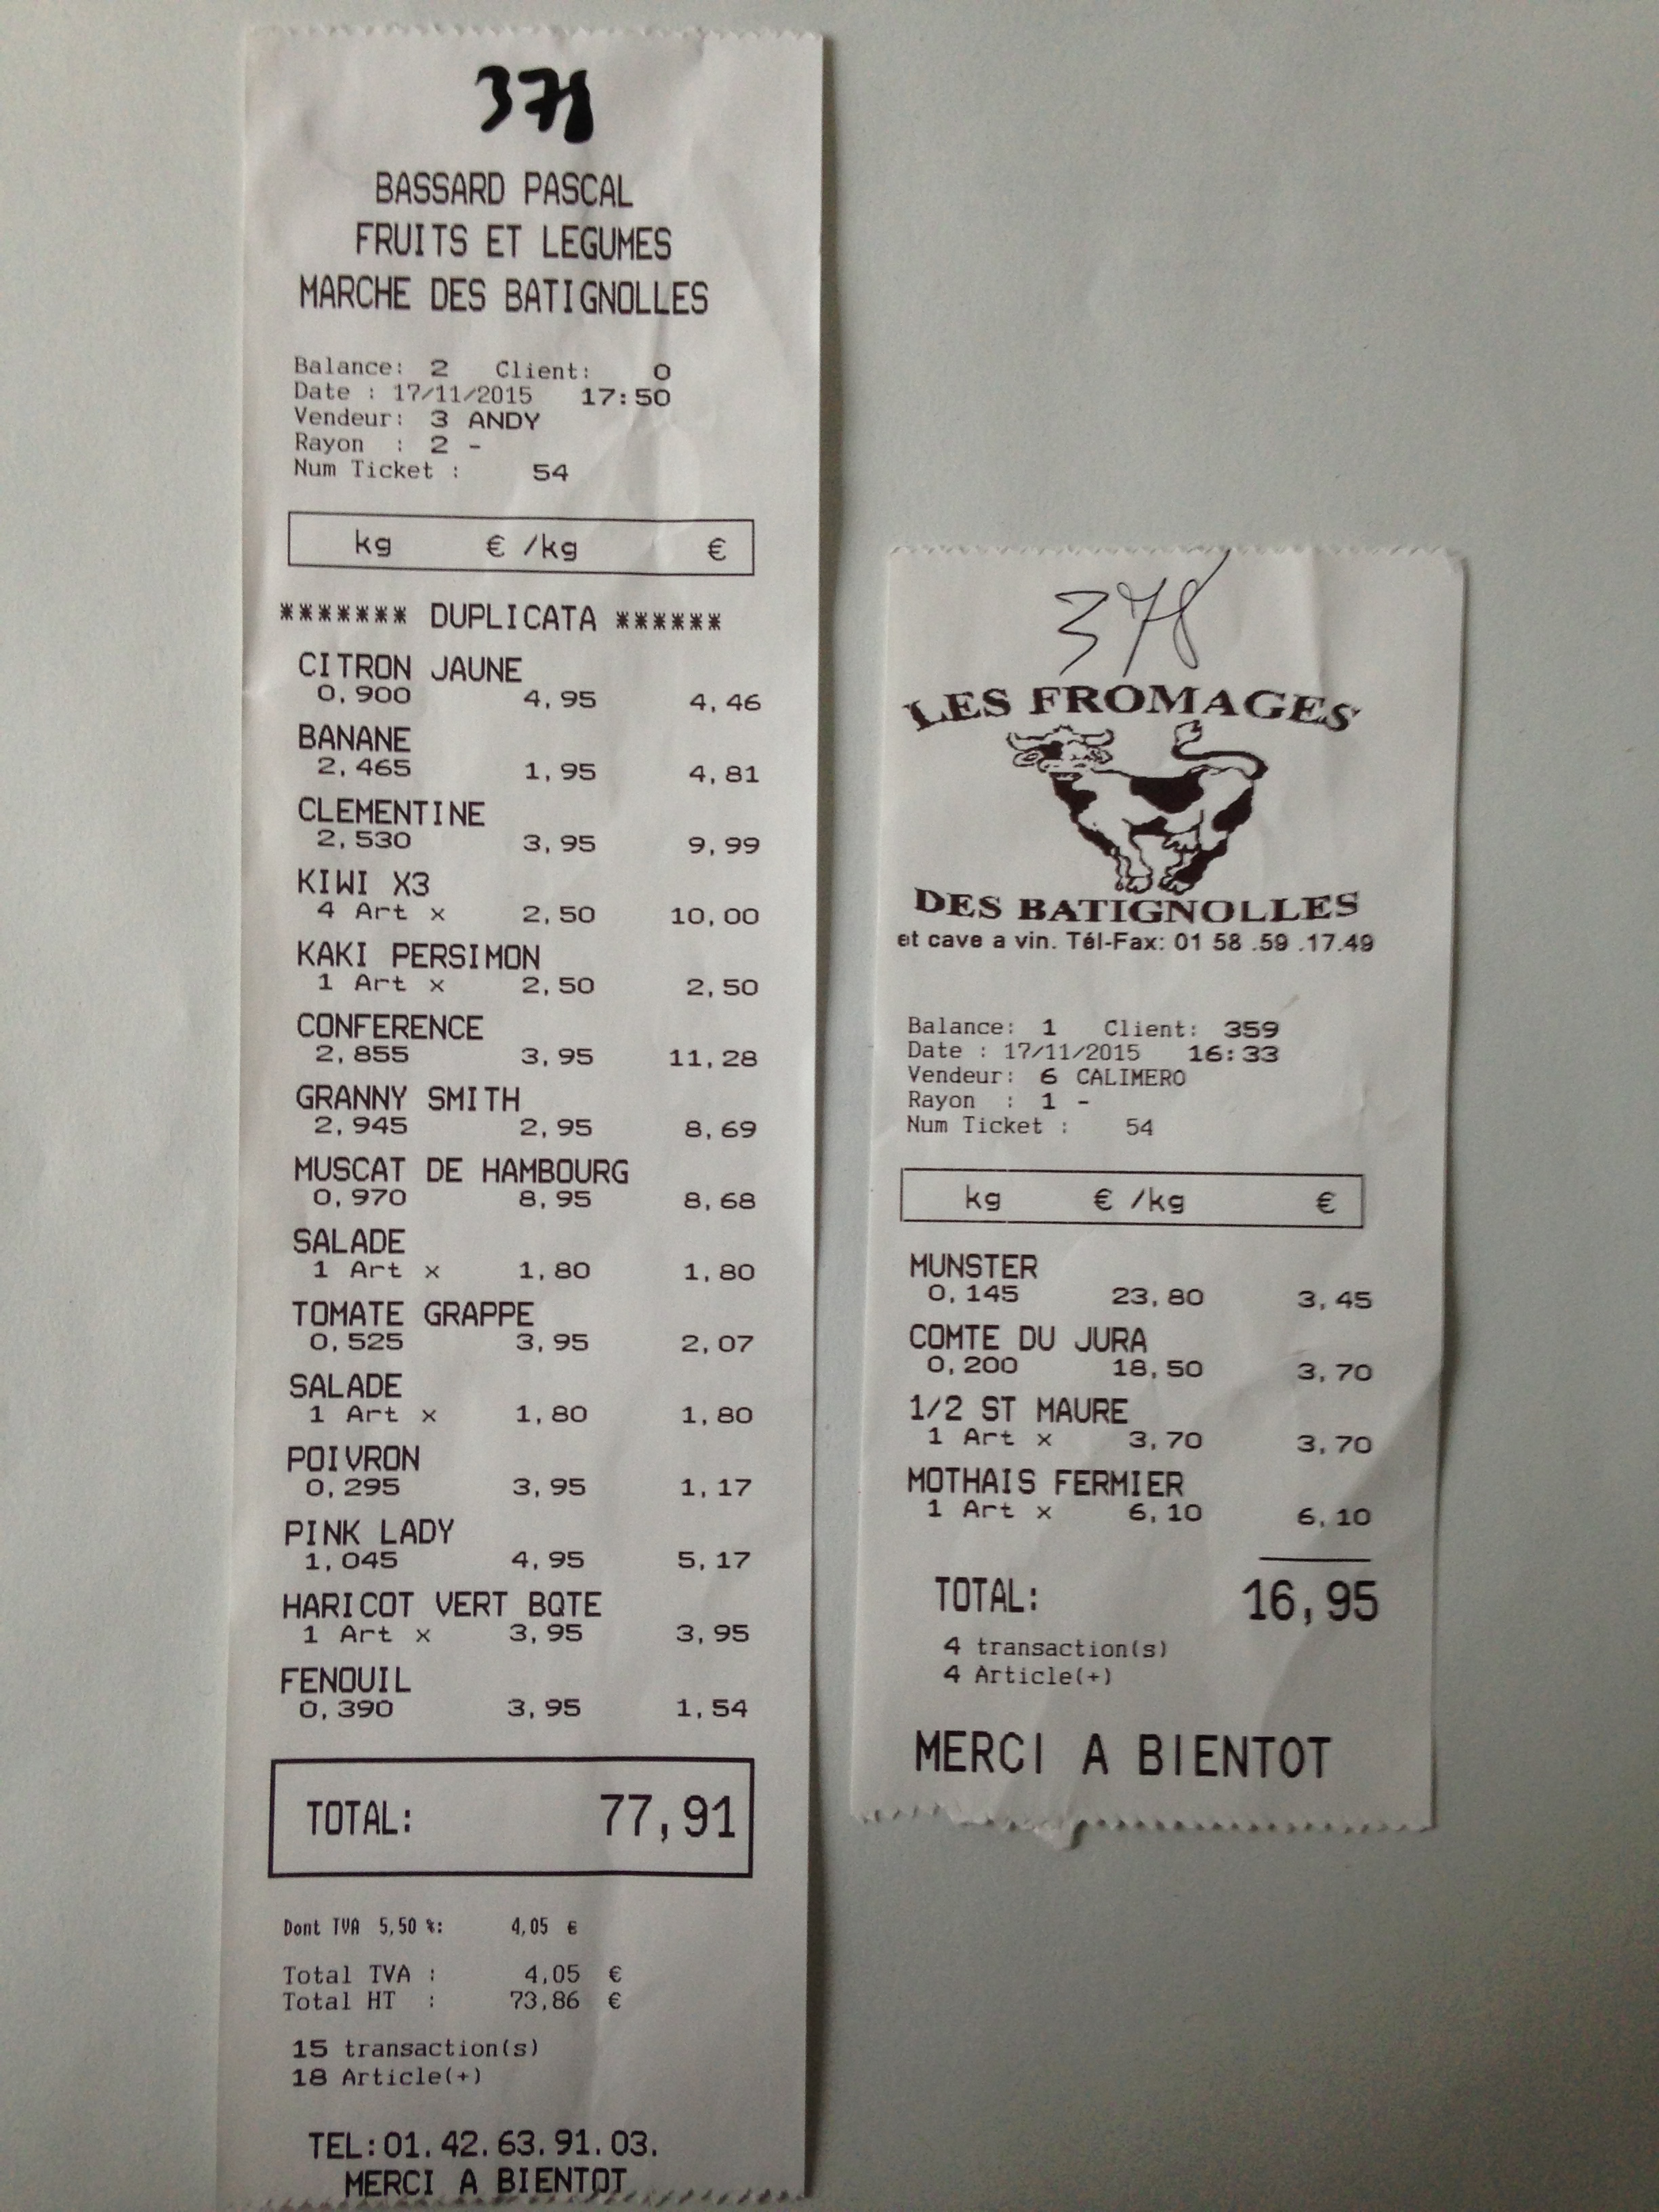 378
BASSARD PASCAL
FRUITS ET LEGUMES
MARCHE DES BATIGNOLLES
Balance: 2 Client: 0
Date : 17/11/2015 17:50
Vendeur: 3 ANDY
Rayon : 2 -
Num Ticket : 54
kg € /kg €
******* DUPLICATA ******
CITRON JAUNE
0,900 4,95 4,46
BANANE
2,465 1,95 4,81
CLEMENTINE
2,530 3,95 9,99
KIWI X3
4 Art x 2,50 10,00
KAKI PERSIMON
1 Art x 2,50 2,50
CONFERENCE
2,855 3,95 11,28
GRANNY SMITH
2,945 2,95 8,69
MUSCAT DE HAMBOURG
0,970 8,95 8,68
SALADE
1 Art x 1,80 1,80
TOMATE GRAPPE
0,525 3,95 2,07
SALADE
1 Art x 1,80 1,80
POIVRON
0,295 3,95 1,17
PINK LADY
1,045 4,95 5,17
HARICOT VERT BQTE
1 Art x 3,95 3,95
FENOUIL
0,390 3,95 1,54
TOTAL: 77,91
Dont TVA 5,50 %: 4,05 €
Total TVA : 4,05 €
Total HT : 73,86 €
15 transaction(s)
18 Article(+)
TEL:01.42.63.91.03.
MERCI A BIENTOT
378
LES FROMAGES
DES BATIGNOLLES
et cave a vin. Tél-Fax: 01 58 .59 .17.49
Balance: 1 Client: 359
Date : 17/11/2015 16:33
Vendeur: 6 CALIMERO
Rayon : 1 -
Num Ticket : 54
kg € /kg €
MUNSTER
0,145 23,80 3,45
COMTE DU JURA
0,200 18,50 3,70
1/2 ST MAURE
1 Art x 3,70 3,70
MOTHAIS FERMIER
1 Art x 6,10 6,10
TOTAL: 16,95
4 transaction(s)
4 Article(+)
MERCI A BIENTOT